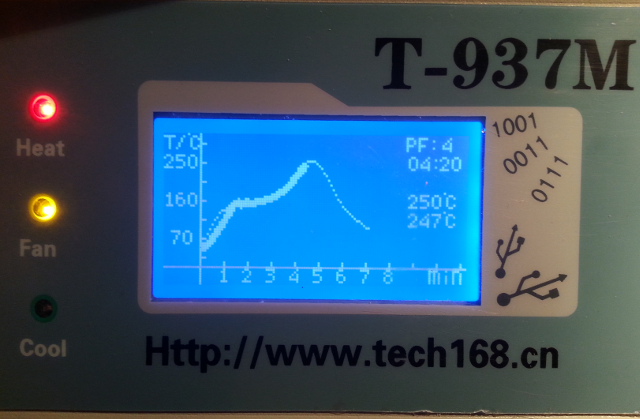 T-937M
Heat
Fan
Cool
T/℃
250
160
70
1 2 3 4 5 6 7 8 min
PF:4
04:20
250℃
247℃
1001
0011
0111
Http://www.tech168.cn